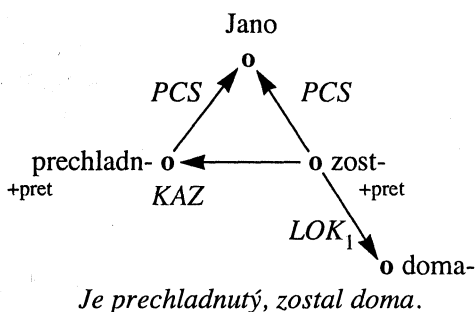 Jano
o
PCS PCS
prechladn- o o zost-
+pret KAZ +pret
LOK1
o doma-
Je prechladnutý, zostal doma.